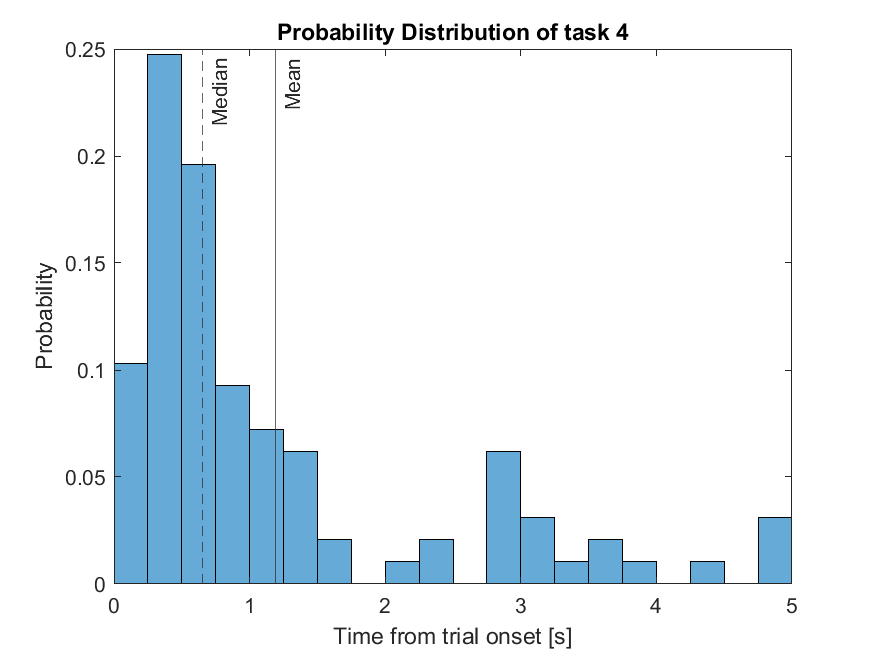 Probability Distribution of task 4
Probability
0.25
0.2
0.15
0.1
0.05
0
Median
Mean
0 1 2 3 4 5
Time from trial onset [s]